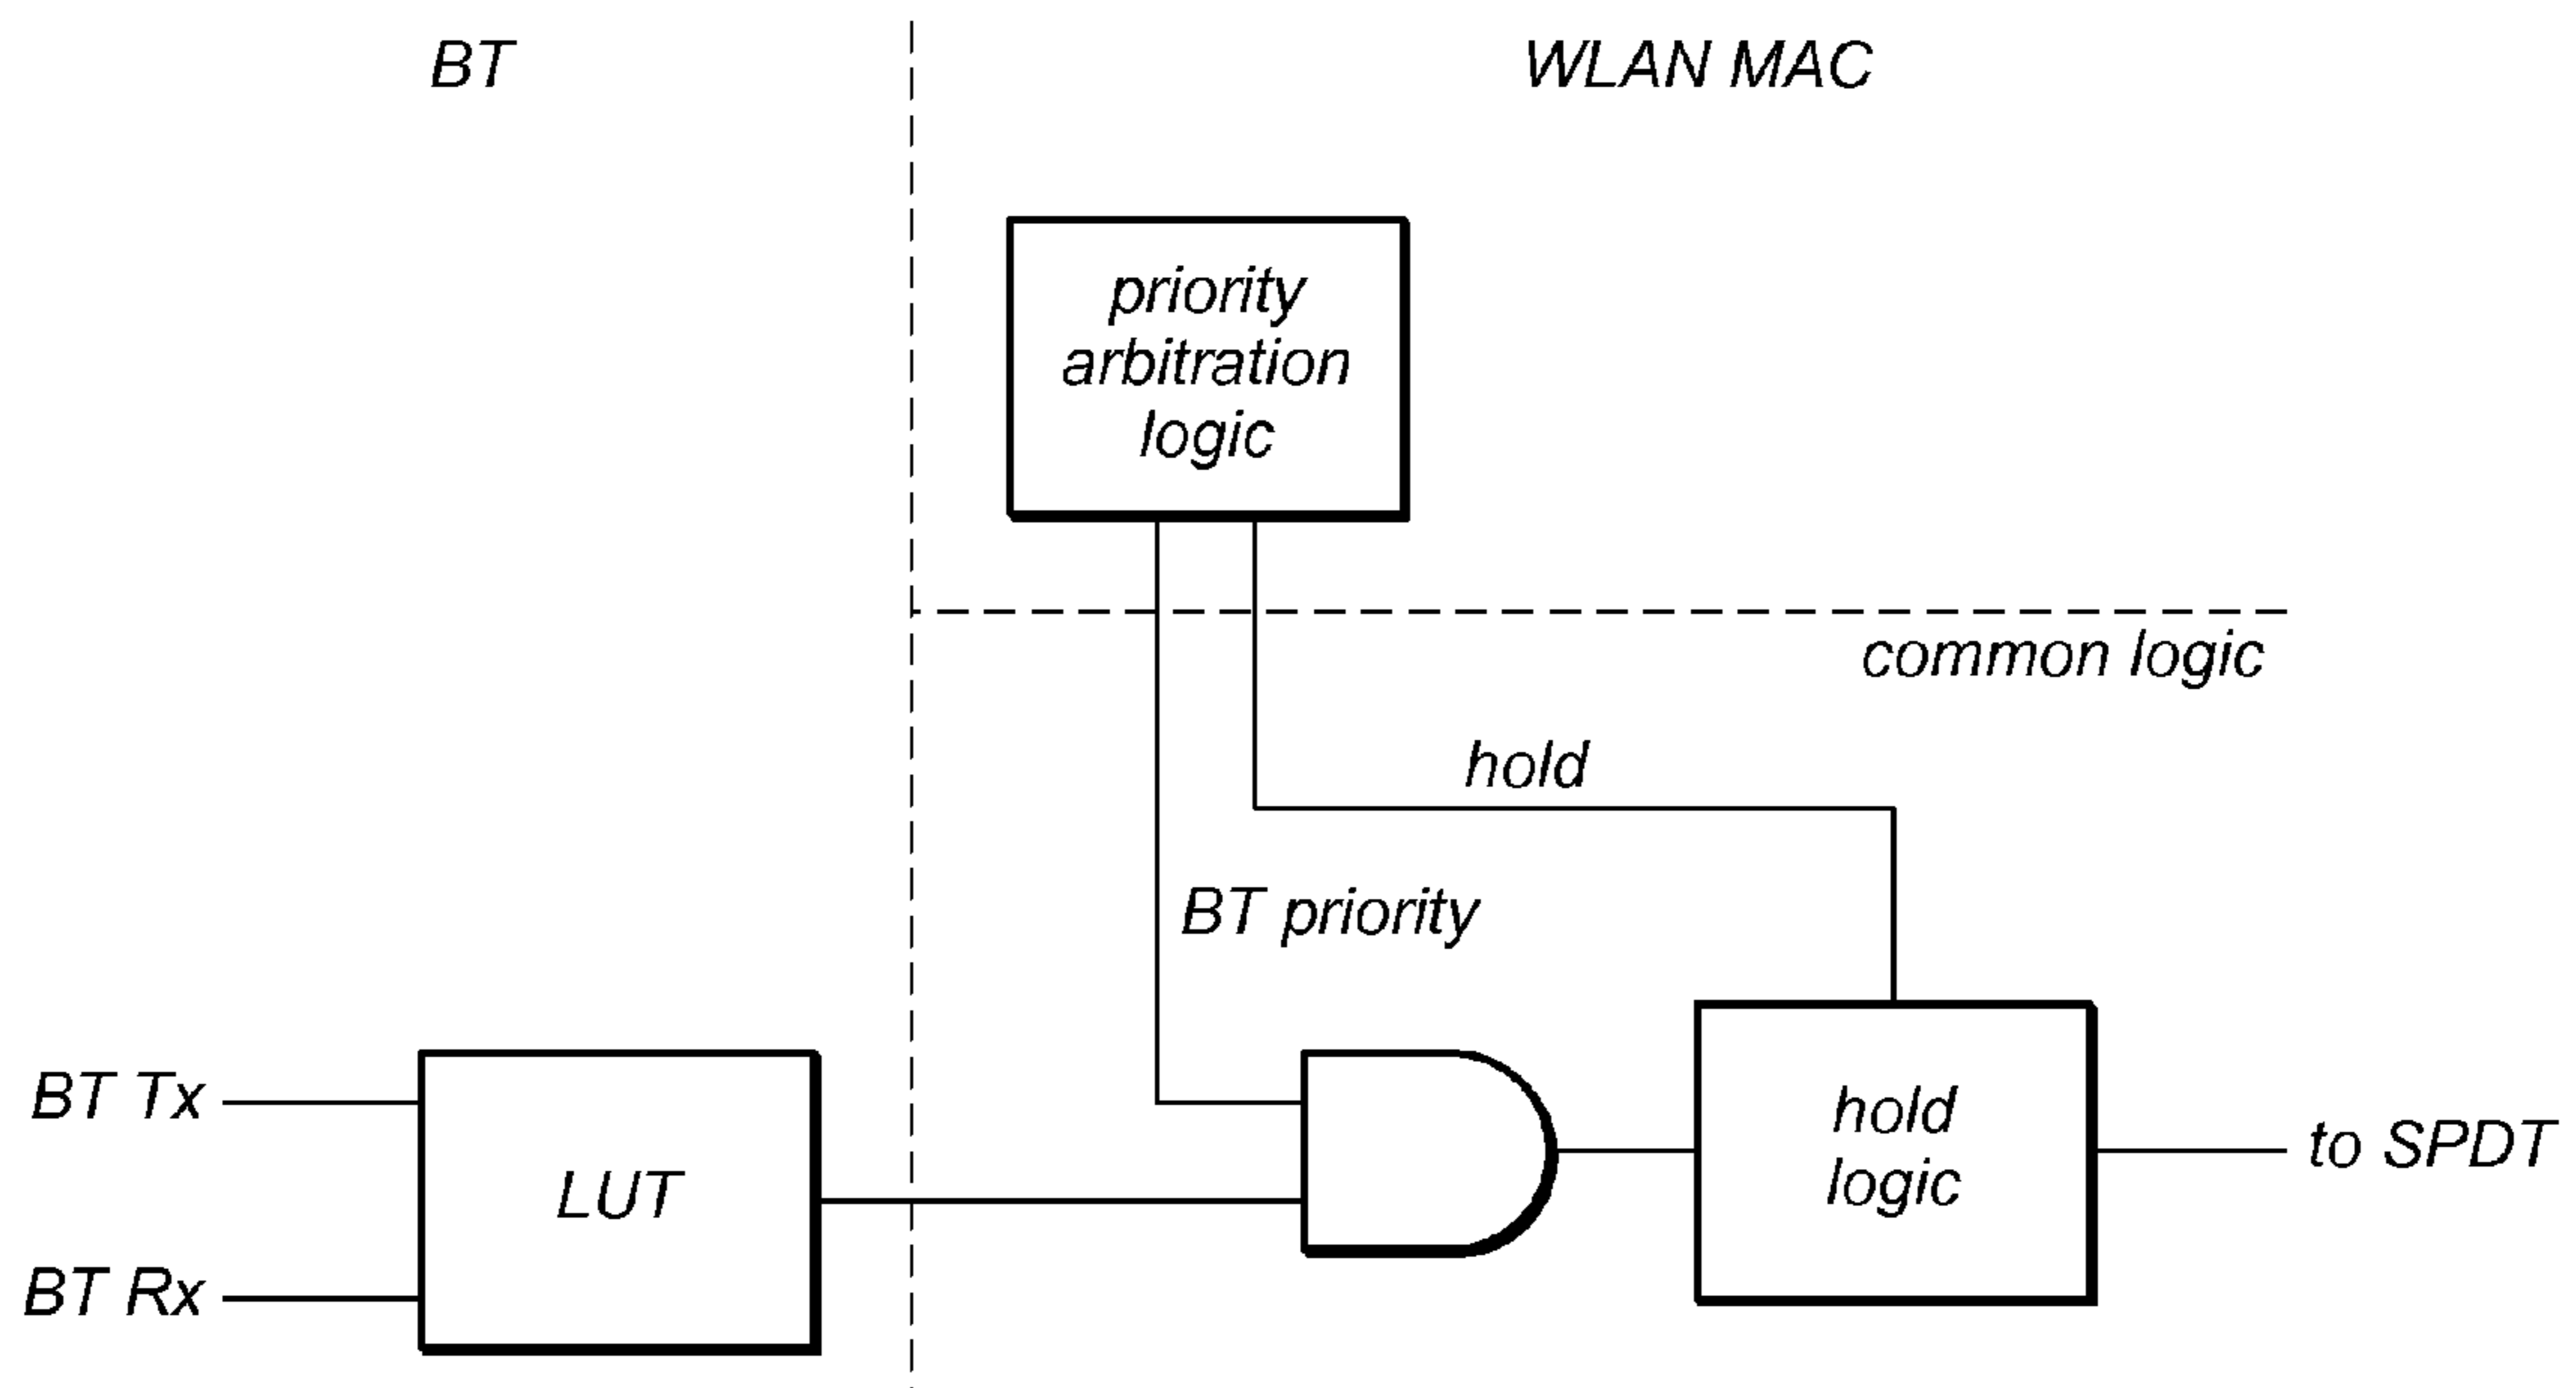 BT
WLAN MAC
priority
arbitration
logic
common logic
hold
BT priority
BT Tx
LUT
BT Rx
hold
logic
to SPDT